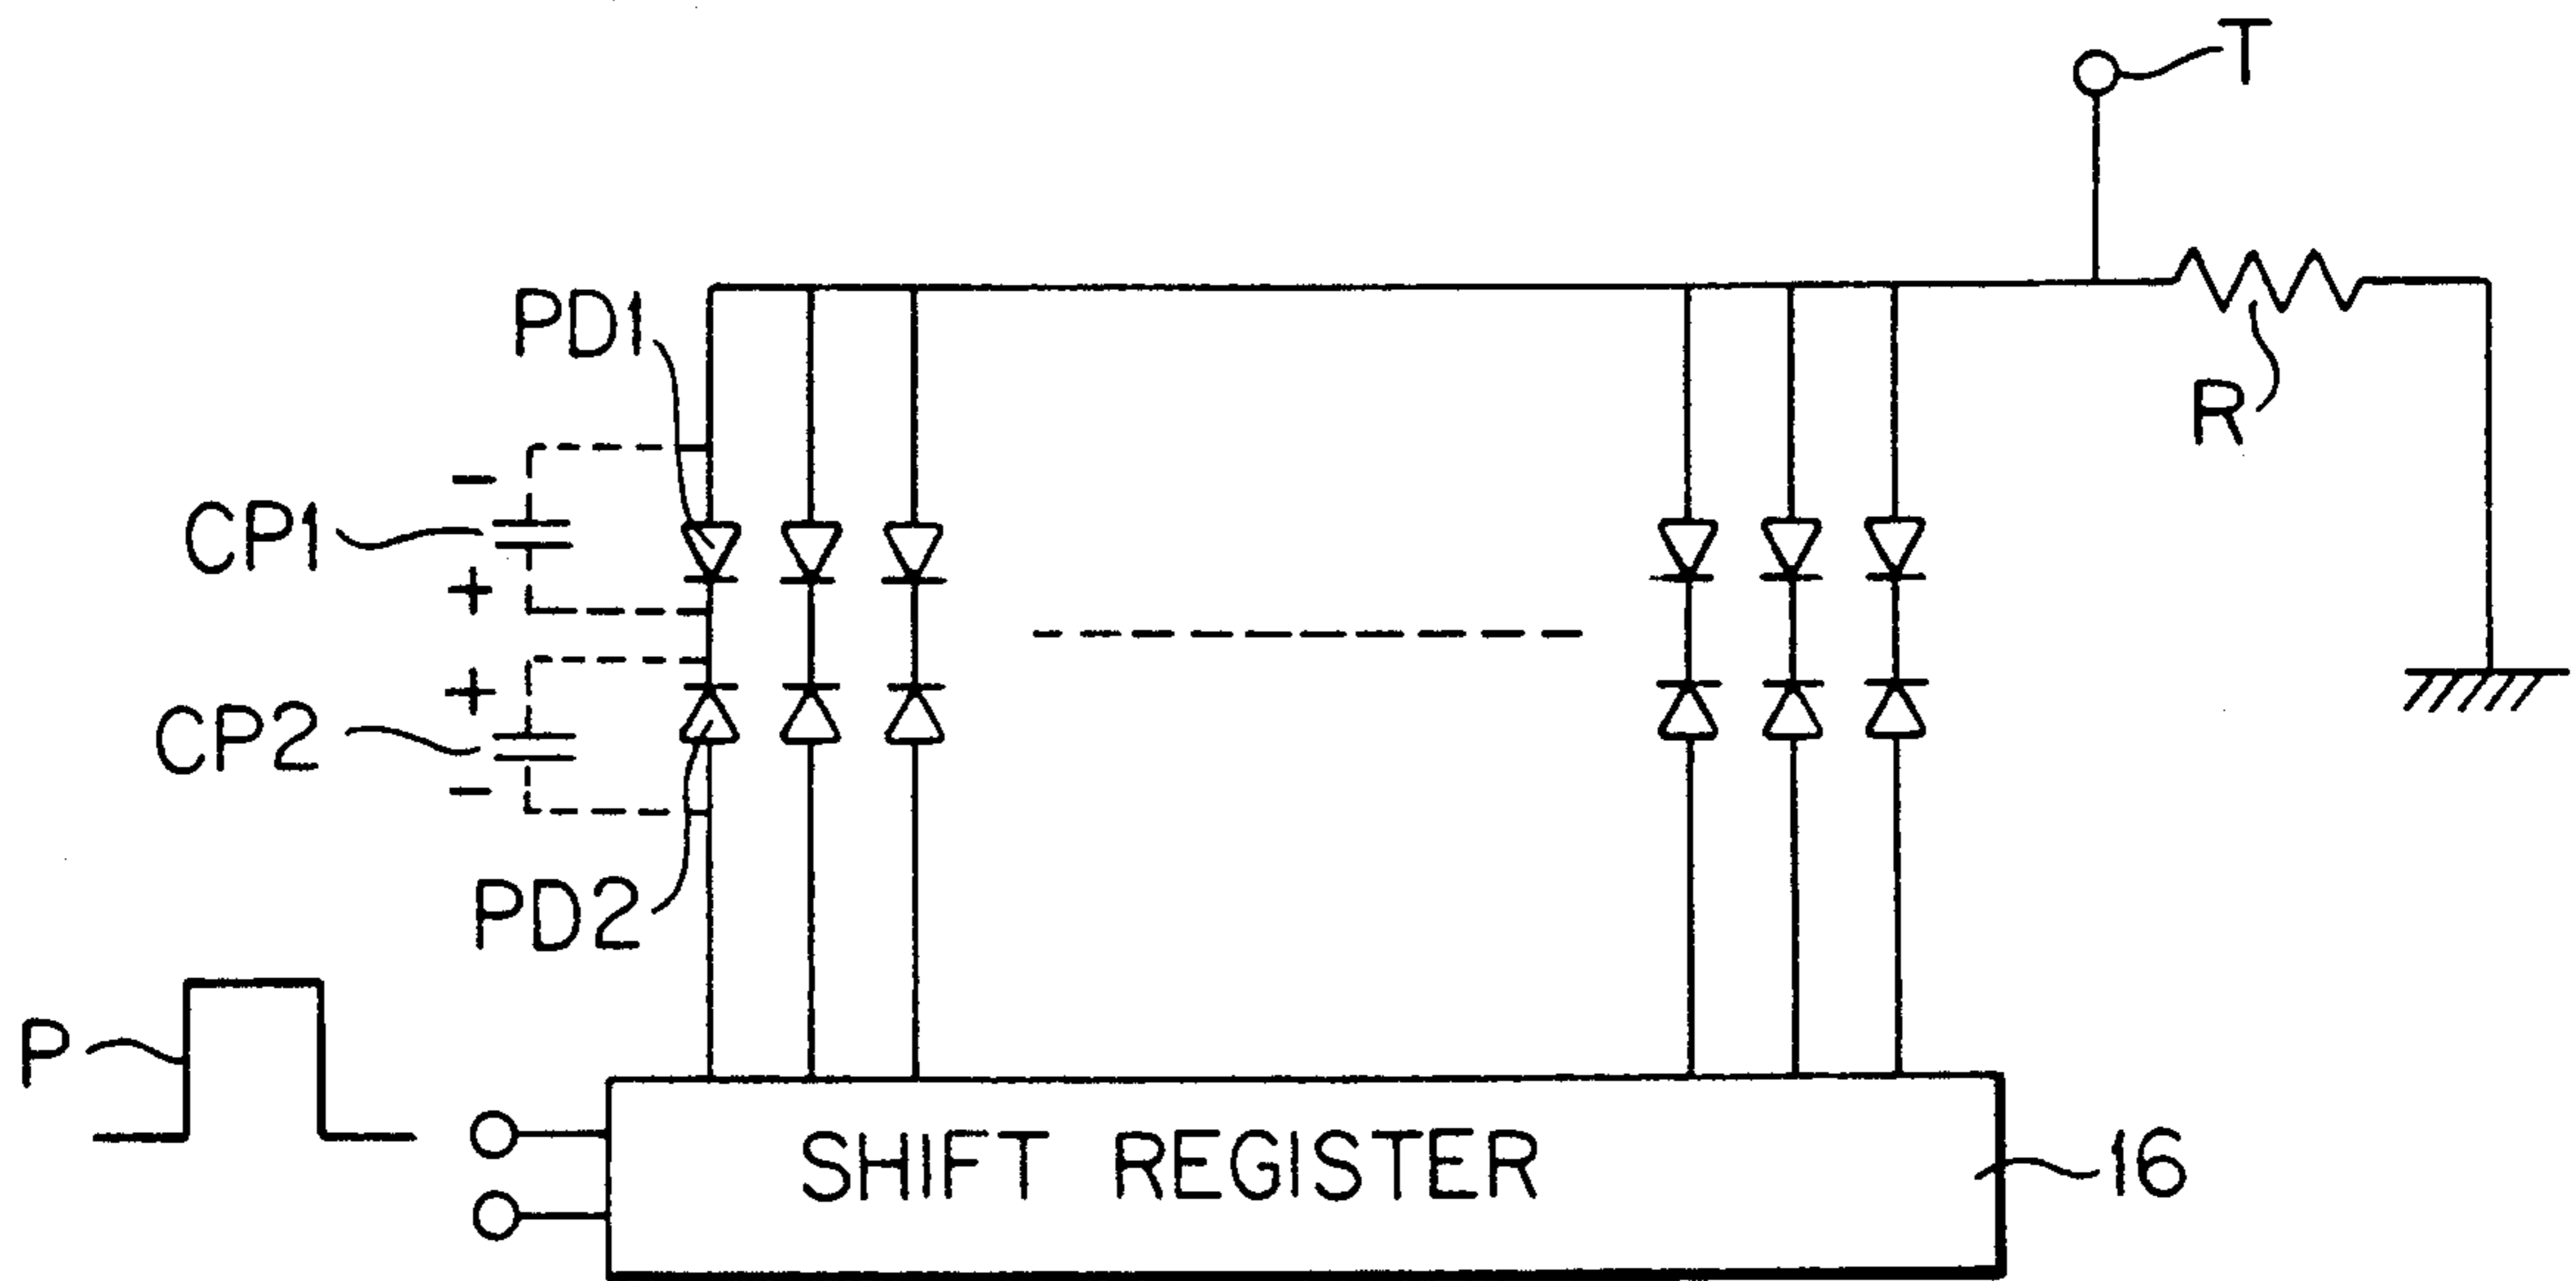 T
PD1
R
−
CP1
+
+
CP2
−
PD2
P
SHIFT REGISTER
16